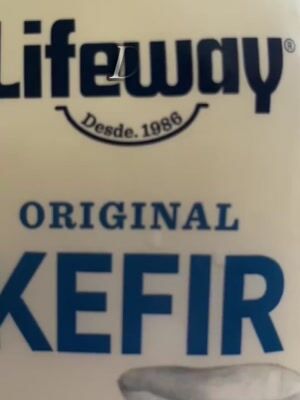 Lifeway®
Desde. 1986
ORIGINAL
KEFIR